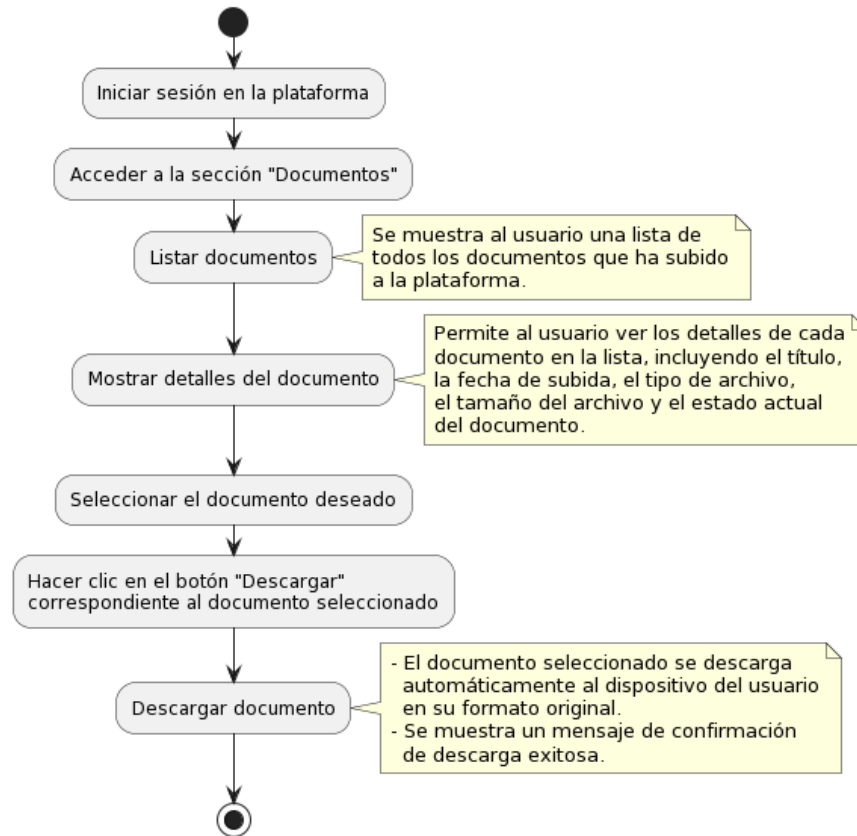 Iniciar sesión en la plataforma
Acceder a la sección "Documentos"
Listar documentos
Se muestra al usuario una lista de
todos los documentos que ha subido
a la plataforma.
Mostrar detalles del documento
Permite al usuario ver los detalles de cada
documento en la lista, incluyendo el título,
la fecha de subida, el tipo de archivo,
el tamaño del archivo y el estado actual
del documento.
Seleccionar el documento deseado
Hacer clic en el botón "Descargar"
correspondiente al documento seleccionado
Descargar documento
- El documento seleccionado se descarga
automáticamente al dispositivo del usuario
en su formato original.
- Se muestra un mensaje de confirmación
de descarga exitosa.